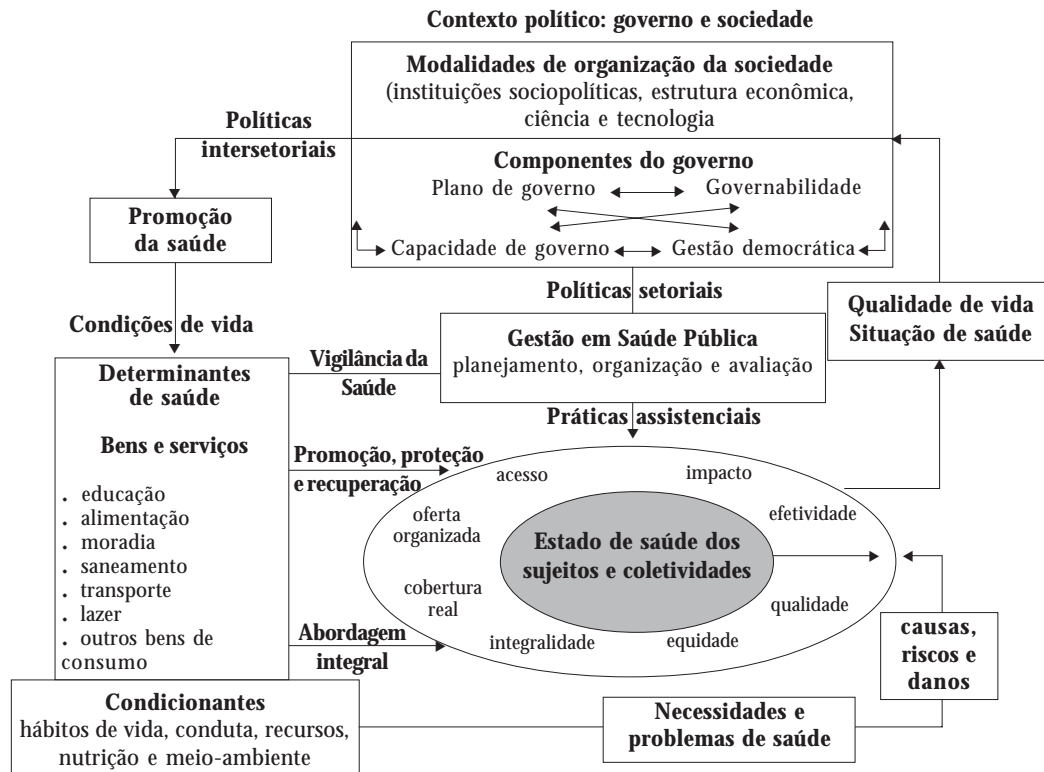 Contexto político: governo e sociedade
Modalidades de organização da sociedade
(instituições sociopolíticas, estrutura econômica,
ciência e tecnologia
Políticas
intersetoriais
Componentes do governo
Plano de governo
Governabilidade
Capacidade de governo
Gestão democrática
Promoção
da saúde
Políticas setoriais
Qualidade de vida
Situação de saúde
Condições de vida
Gestão em Saúde Pública
planejamento, organização e avaliação
Vigilância da
Saúde
Determinantes
de saúde
Bens e serviços
. educação
. alimentação
. moradia
. saneamento
. transporte
. lazer
. outros bens de
consumo
Práticas assistenciais
Promoção, proteção
e recuperação
acesso
impacto
oferta
organizada
efetividade
Estado de saúde dos
sujeitos e coletividades
cobertura
real
qualidade
integralidade
equidade
Abordagem
integral
causas,
riscos e
danos
Condicionantes
hábitos de vida, conduta, recursos,
nutrição e meio-ambiente
Necessidades e
problemas de saúde